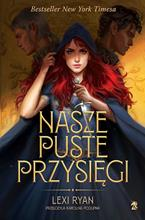 Bestseller New York Timesa
NASZE
PUSTE
PRZYSIĘGI
LEXI RYAN